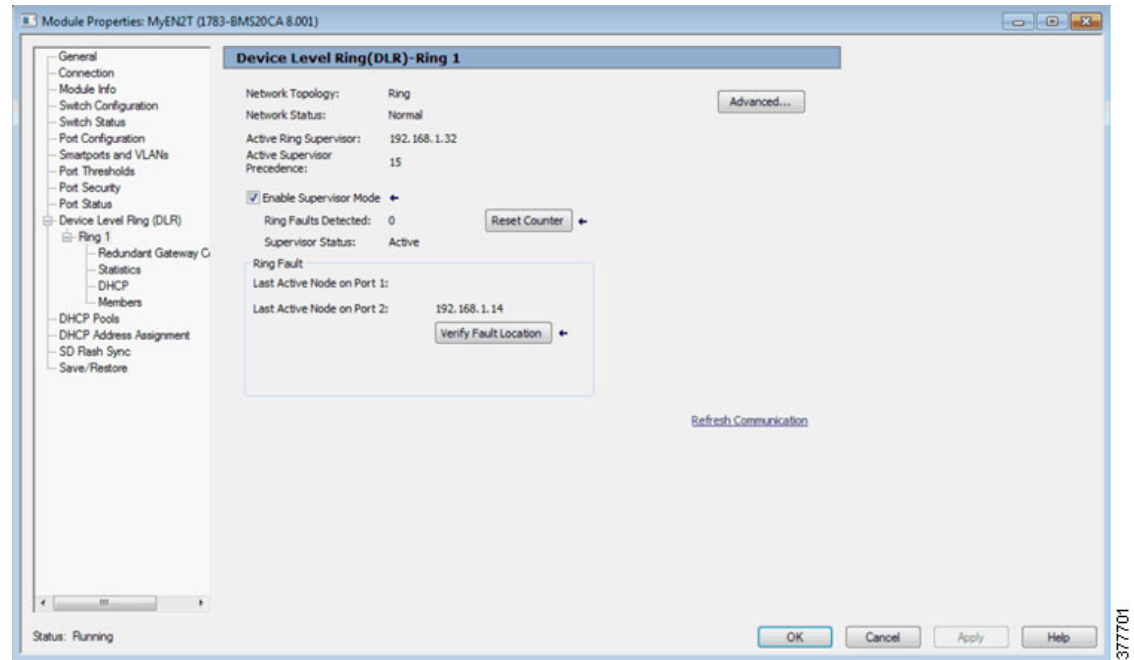 Module Properties: MyEN2T (1783-BMS20CA 8.001)
General
Connection
Module Info
Switch Configuration
Switch Status
Port Configuration
Smartports and VLANs
Port Thresholds
Port Security
Port Status
Device Level Ring (DLR)
Ring 1
Redundant Gateway C
Statistics
DHCP
Members
DHCP Pools
DHCP Address Assignment
SD Flash Sync
Save/Restore
Device Level Ring(DLR)-Ring 1
Network Topology: Ring
Advanced...
Network Status: Normal
Active Ring Supervisor: 192.168.1.32
Active Supervisor
Precedence: 15
Enable Supervisor Mode
Ring Faults Detected: 0 Reset Counter
Supervisor Status: Active
Ring Fault
Last Active Node on Port 1:
Last Active Node on Port 2: 192.168.1.14
Verify Fault Location
Refresh Communication
Status: Running
OK Cancel Apply Help
377701